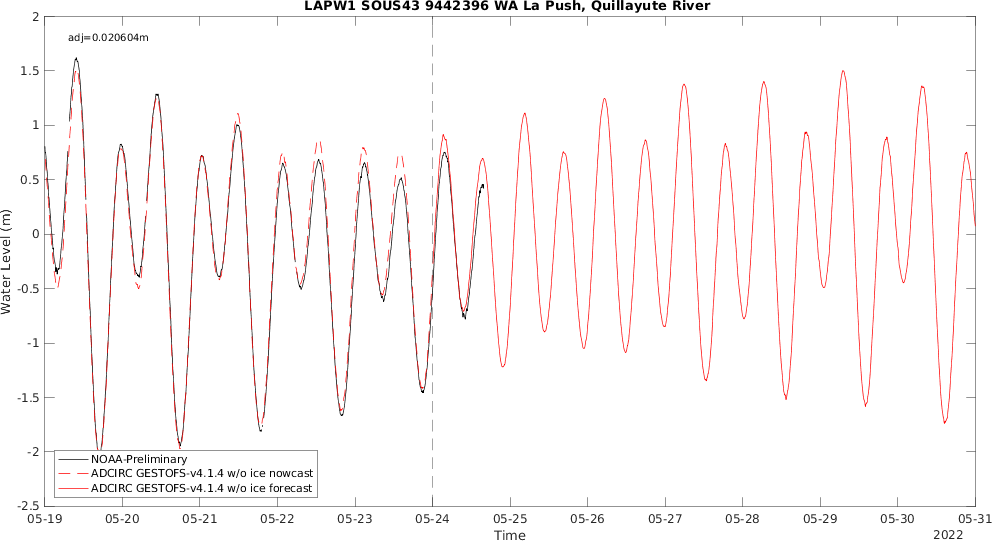 LAPW1 SOUS43 9442396 WA La Push, Quillayute River
adj=0.020604m
Water Level (m)
2
1.5
1
0.5
0
-0.5
-1
-1.5
-2
-2.5
NOAA-Preliminary
ADCIRC GESTOFS-v4.1.4 w/o ice nowcast
ADCIRC GESTOFS-v4.1.4 w/o ice forecast
05-19 05-20 05-21 05-22 05-23 05-24 05-25 05-26 05-27 05-28 05-29 05-30 05-31
Time
2022